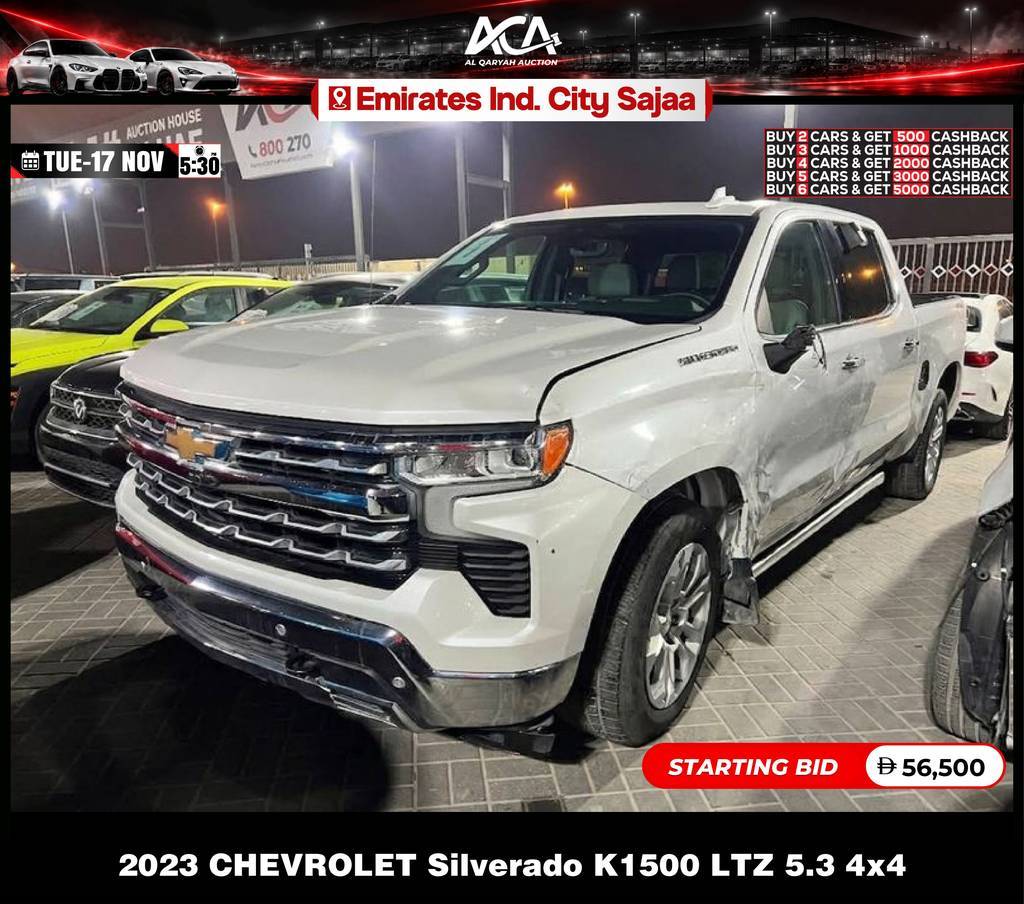 ACA
AL QARYAH AUCTION
Emirates Ind. City Sajaa
AUCTION HOUSE
800 270
TUE-17 NOV
5:30
BUY 2 CARS & GET 500 CASHBACK
BUY 3 CARS & GET 1000 CASHBACK
BUY 4 CARS & GET 2000 CASHBACK
BUY 5 CARS & GET 3000 CASHBACK
BUY 6 CARS & GET 5000 CASHBACK
SILVERADO
STARTING BID
56,500
2023 CHEVROLET Silverado K1500 LTZ 5.3 4x4